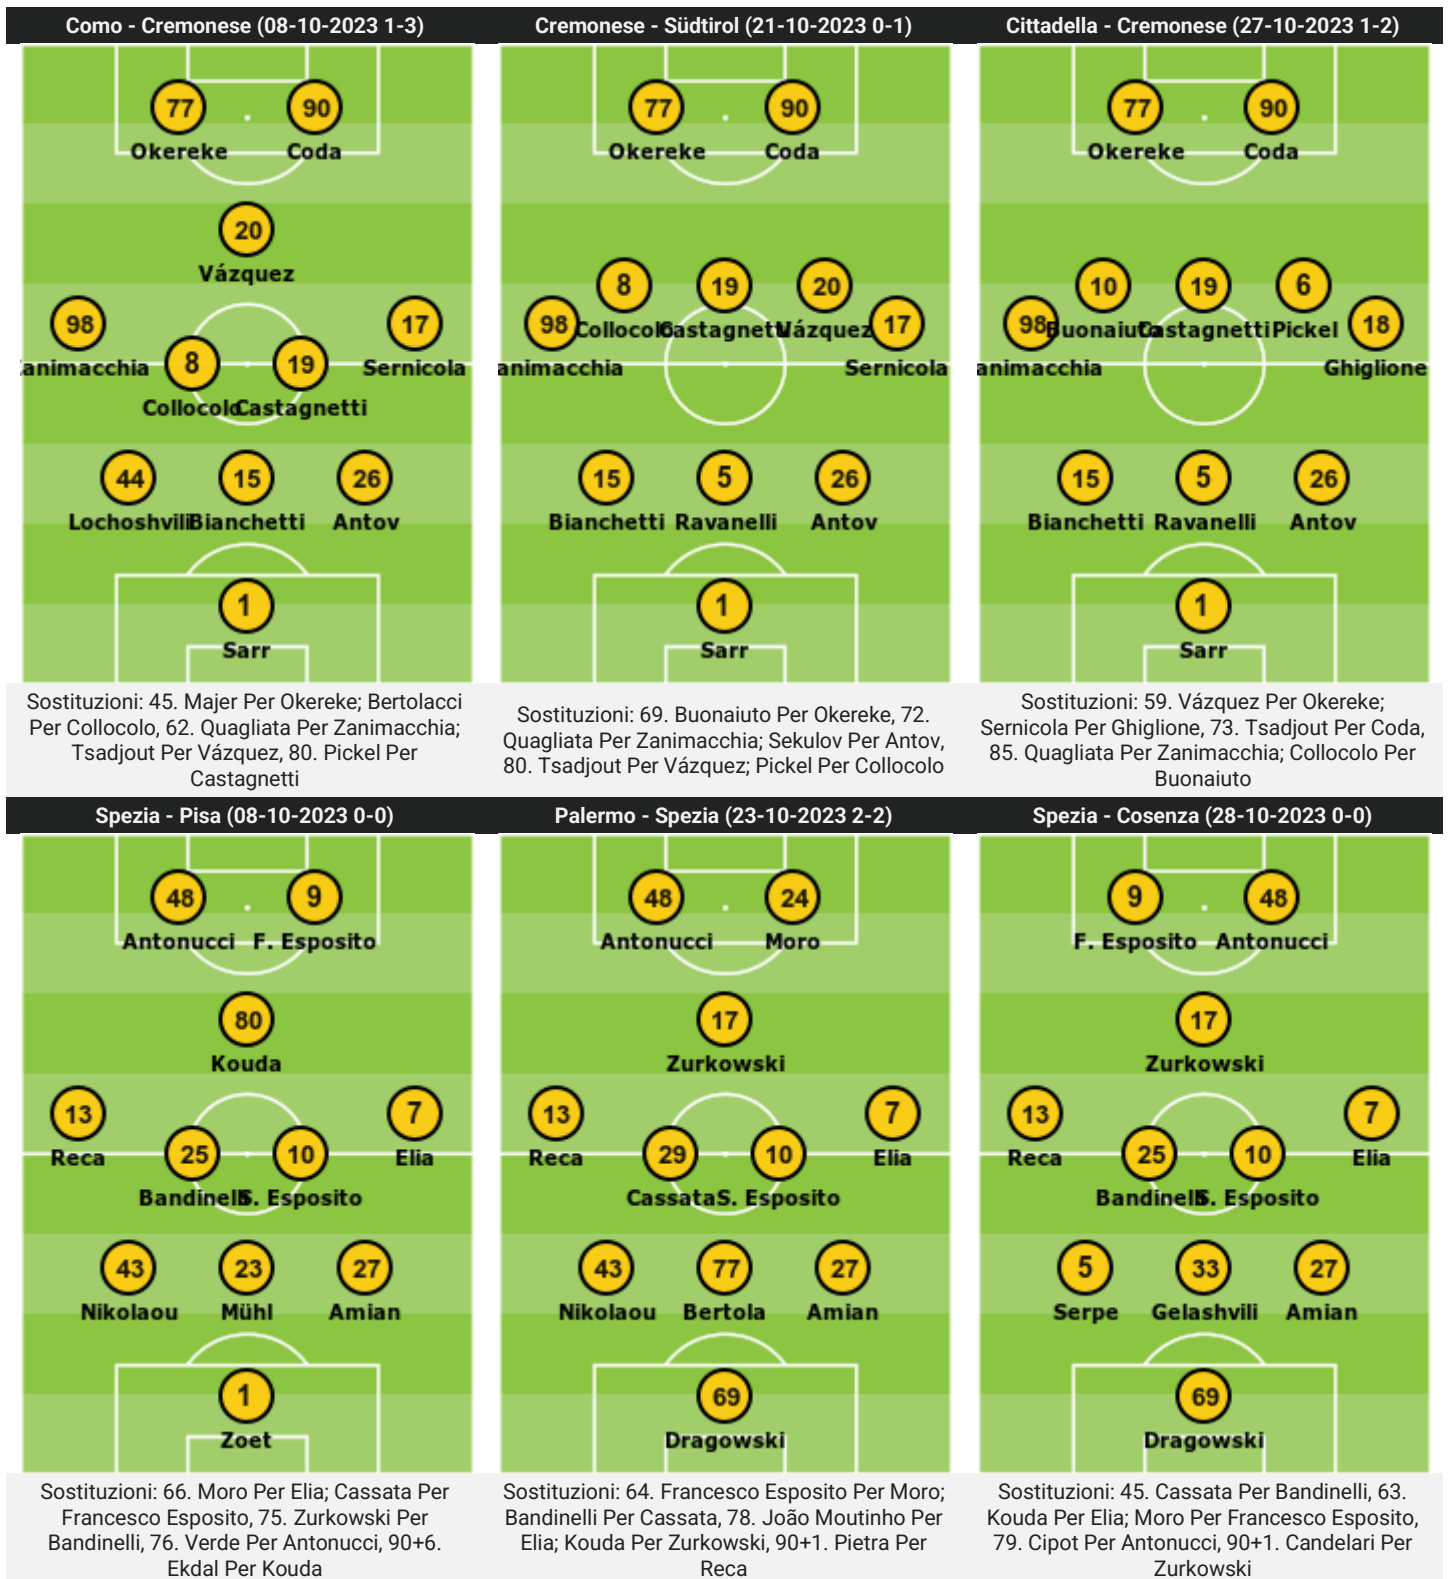 Como - Cremonese (08-10-2023 1-3)
77
90
Okereke
Coda
20
Vázquez
98
17
animacchia
Sernicola
8
19
Collocolo
Castagnetti
44
15
26
Lochoshvili
Bianchetti
Antov
1
Sarr
Sostituzioni: 45. Majer Per Okereke; Bertolacci
Per Collocolo, 62. Quagliata Per Zanimacchia;
Tsadjout Per Vázquez, 80. Pickel Per
Castagnetti
Cremonese - Südtirol (21-10-2023 0-1)
77
90
Okereke
Coda
8
19
20
Collocolo
Castagnetti
Vázquez
98
17
animacchia
Sernicola
15
5
26
Bianchetti
Ravanelli
Antov
1
Sarr
Sostituzioni: 69. Buonaiuto Per Okereke, 72.
Quagliata Per Zanimacchia; Sekulov Per Antov,
80. Tsadjout Per Vázquez; Pickel Per Collocolo
Cittadella - Cremonese (27-10-2023 1-2)
77
90
Okereke
Coda
10
19
6
Buonaiuto
Castagnetti
Pickel
98
18
animacchia
Ghiglione
15
5
26
Bianchetti
Ravanelli
Antov
1
Sarr
Sostituzioni: 59. Vázquez Per Okereke;
Sernicola Per Ghiglione, 73. Tsadjout Per Coda,
85. Quagliata Per Zanimacchia; Collocolo Per
Buonaiuto
Spezia - Pisa (08-10-2023 0-0)
48
9
Antonucci
F. Esposito
80
Kouda
13
7
Reca
Elia
25
10
Bandinelli
S. Esposito
43
23
27
Nikolaou
Mühl
Amian
1
Zoet
Sostituzioni: 66. Moro Per Elia; Cassata Per
Francesco Esposito, 75. Zurkowski Per
Bandinelli, 76. Verde Per Antonucci, 90+6.
Ekdal Per Kouda
Palermo - Spezia (23-10-2023 2-2)
48
24
Antonucci
Moro
17
Zurkowski
13
7
Reca
Elia
29
10
Cassata
S. Esposito
43
77
27
Nikolaou
Bertola
Amian
69
Dragowski
Sostituzioni: 64. Francesco Esposito Per Moro;
Bandinelli Per Cassata, 78. João Moutinho Per
Elia; Kouda Per Zurkowski, 90+1. Pietra Per
Reca
Spezia - Cosenza (28-10-2023 0-0)
9
48
F. Esposito
Antonucci
17
Zurkowski
13
7
Reca
Elia
25
10
Bandinelli
S. Esposito
5
33
27
Serpe
Gelashvili
Amian
69
Dragowski
Sostituzioni: 45. Cassata Per Bandinelli, 63.
Kouda Per Elia; Moro Per Francesco Esposito,
79. Cipot Per Antonucci, 90+1. Candelari Per
Zurkowski